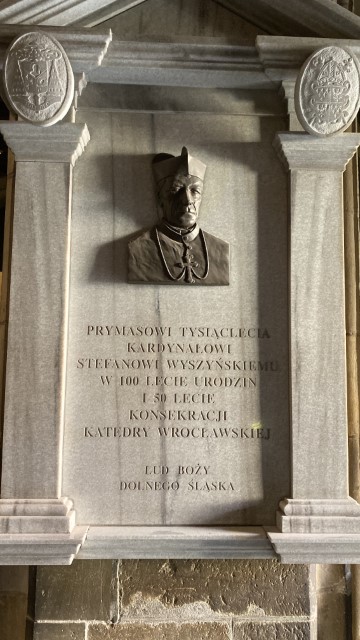 PRYMASOWI TYSIĄCLECIA
KARDYNAŁOWI
STEFANOWI WYSZYŃSKIEMU
W 100 LECIE URODZIN
I 50 LECIE
KONSEKRACJI
KATEDRY WROCŁAWSKIEJ
LUD BOŻY
DOLNEGO ŚLĄSKA